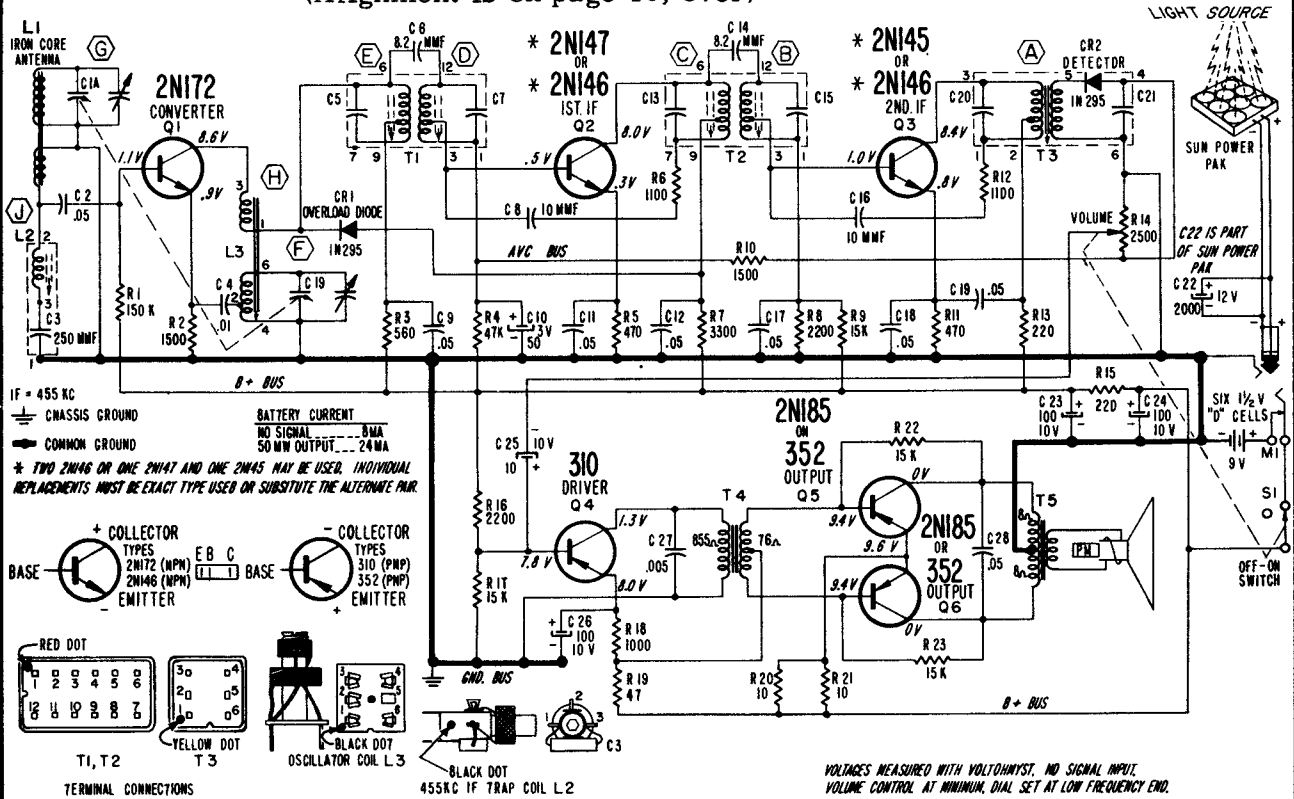 (Alignment is on page
LIGHT SOURCE
L1
IRON CORE
ANTENNA
G
C1A
2N172
CONVERTER
Q1
8.6V
1.1V
.9V
J
C2
.05
L2
2
3
C3
250 MMF
1
R1
150 K
R2
1500
C4
.01
2
L3
3
1
6
4
H
F
C19
CR1
OVERLOAD DIODE
1N295
E
C6
8.2 MMF
D
6
12
C5
C7
7
9
T1
3
1
* 2N147
OR
* 2N146
1ST. IF
Q2
8.0V
.5V
.3V
C8
10 MMF
C
C14
8.2 MMF
B
6
12
C13
C15
7
9
T2
3
1
R6
1100
* 2N145
OR
* 2N146
2ND. IF
Q3
8.4V
1.0V
.8V
C16
10 MMF
A
3
5
4
CR2
DETECTOR
1N295
C20
C21
1
2
T3
6
R12
1100
VOLUME
R14
2500
SUN POWER
PAK
C22 IS PART
OF SUN POWER
PAK
C22
2000
12 V
AVC BUS
R10
1500
R3
560
C9
.05
R4
47K
C10
3V
50
C11
.05
R5
470
C12
.05
R7
3300
C17
.05
R8
2200
R9
15K
C18
.05
R11
470
C19
.05
R13
220
B+ BUS
IF = 455 KC
CHASSIS GROUND
COMMON GROUND
BATTERY CURRENT
NO SIGNAL 8MA
50 MW OUTPUT 24MA
* TWO 2N146 OR ONE 2N147 AND ONE 2N145 MAY BE USED, INDIVIDUAL
REPLACEMENTS MUST BE EXACT TYPE USED OR SUBSITUTE THE ALTERNATE PAIR.
R15
220
C23
100
10 V
C24
100
10 V
SIX 1½ V
"D" CELLS
9 V
M1
S1
OFF-ON
SWITCH
C25
10 V
10
R16
2200
R17
15 K
310
DRIVER
Q4
1.3V
7.8V
8.0V
C26
100
10 V
R18
1000
R19
47
C27
.005
T4
855Ω
76Ω
2N185
OR
352
OUTPUT
Q5
R22
15 K
0V
9.4V
9.6 V
2N185
OR
352
OUTPUT
Q6
9.4V
0V
R23
15K
R20
10
R21
10
C28
.05
T5
8Ω
8Ω
PM
GND. BUS
B+ BUS
+ COLLECTOR
TYPES
2N172 (NPN)
2N146 (NPN)
EMITTER
BASE
E B C
- COLLECTOR
TYPES
310 (PNP)
352 (PNP)
EMITTER
BASE
RED DOT
1 2 3 4 5 6
12 11 10 9 8 7
T1, T2
TERMINAL CONNECTIONS
3 4
2 5
1 6
YELLOW DOT
T3
3 4
2 5
1 6
BLACK DOT
OSCILLATOR COIL L3
BLACK DOT
455KC IF TRAP COIL L2
1 2 3
C3
VOLTAGES MEASURED WITH VOLTOHMYST, NO SIGNAL INPUT,
VOLUME CONTROL AT MINIMUM, DIAL SET AT LOW FREQUENCY END.